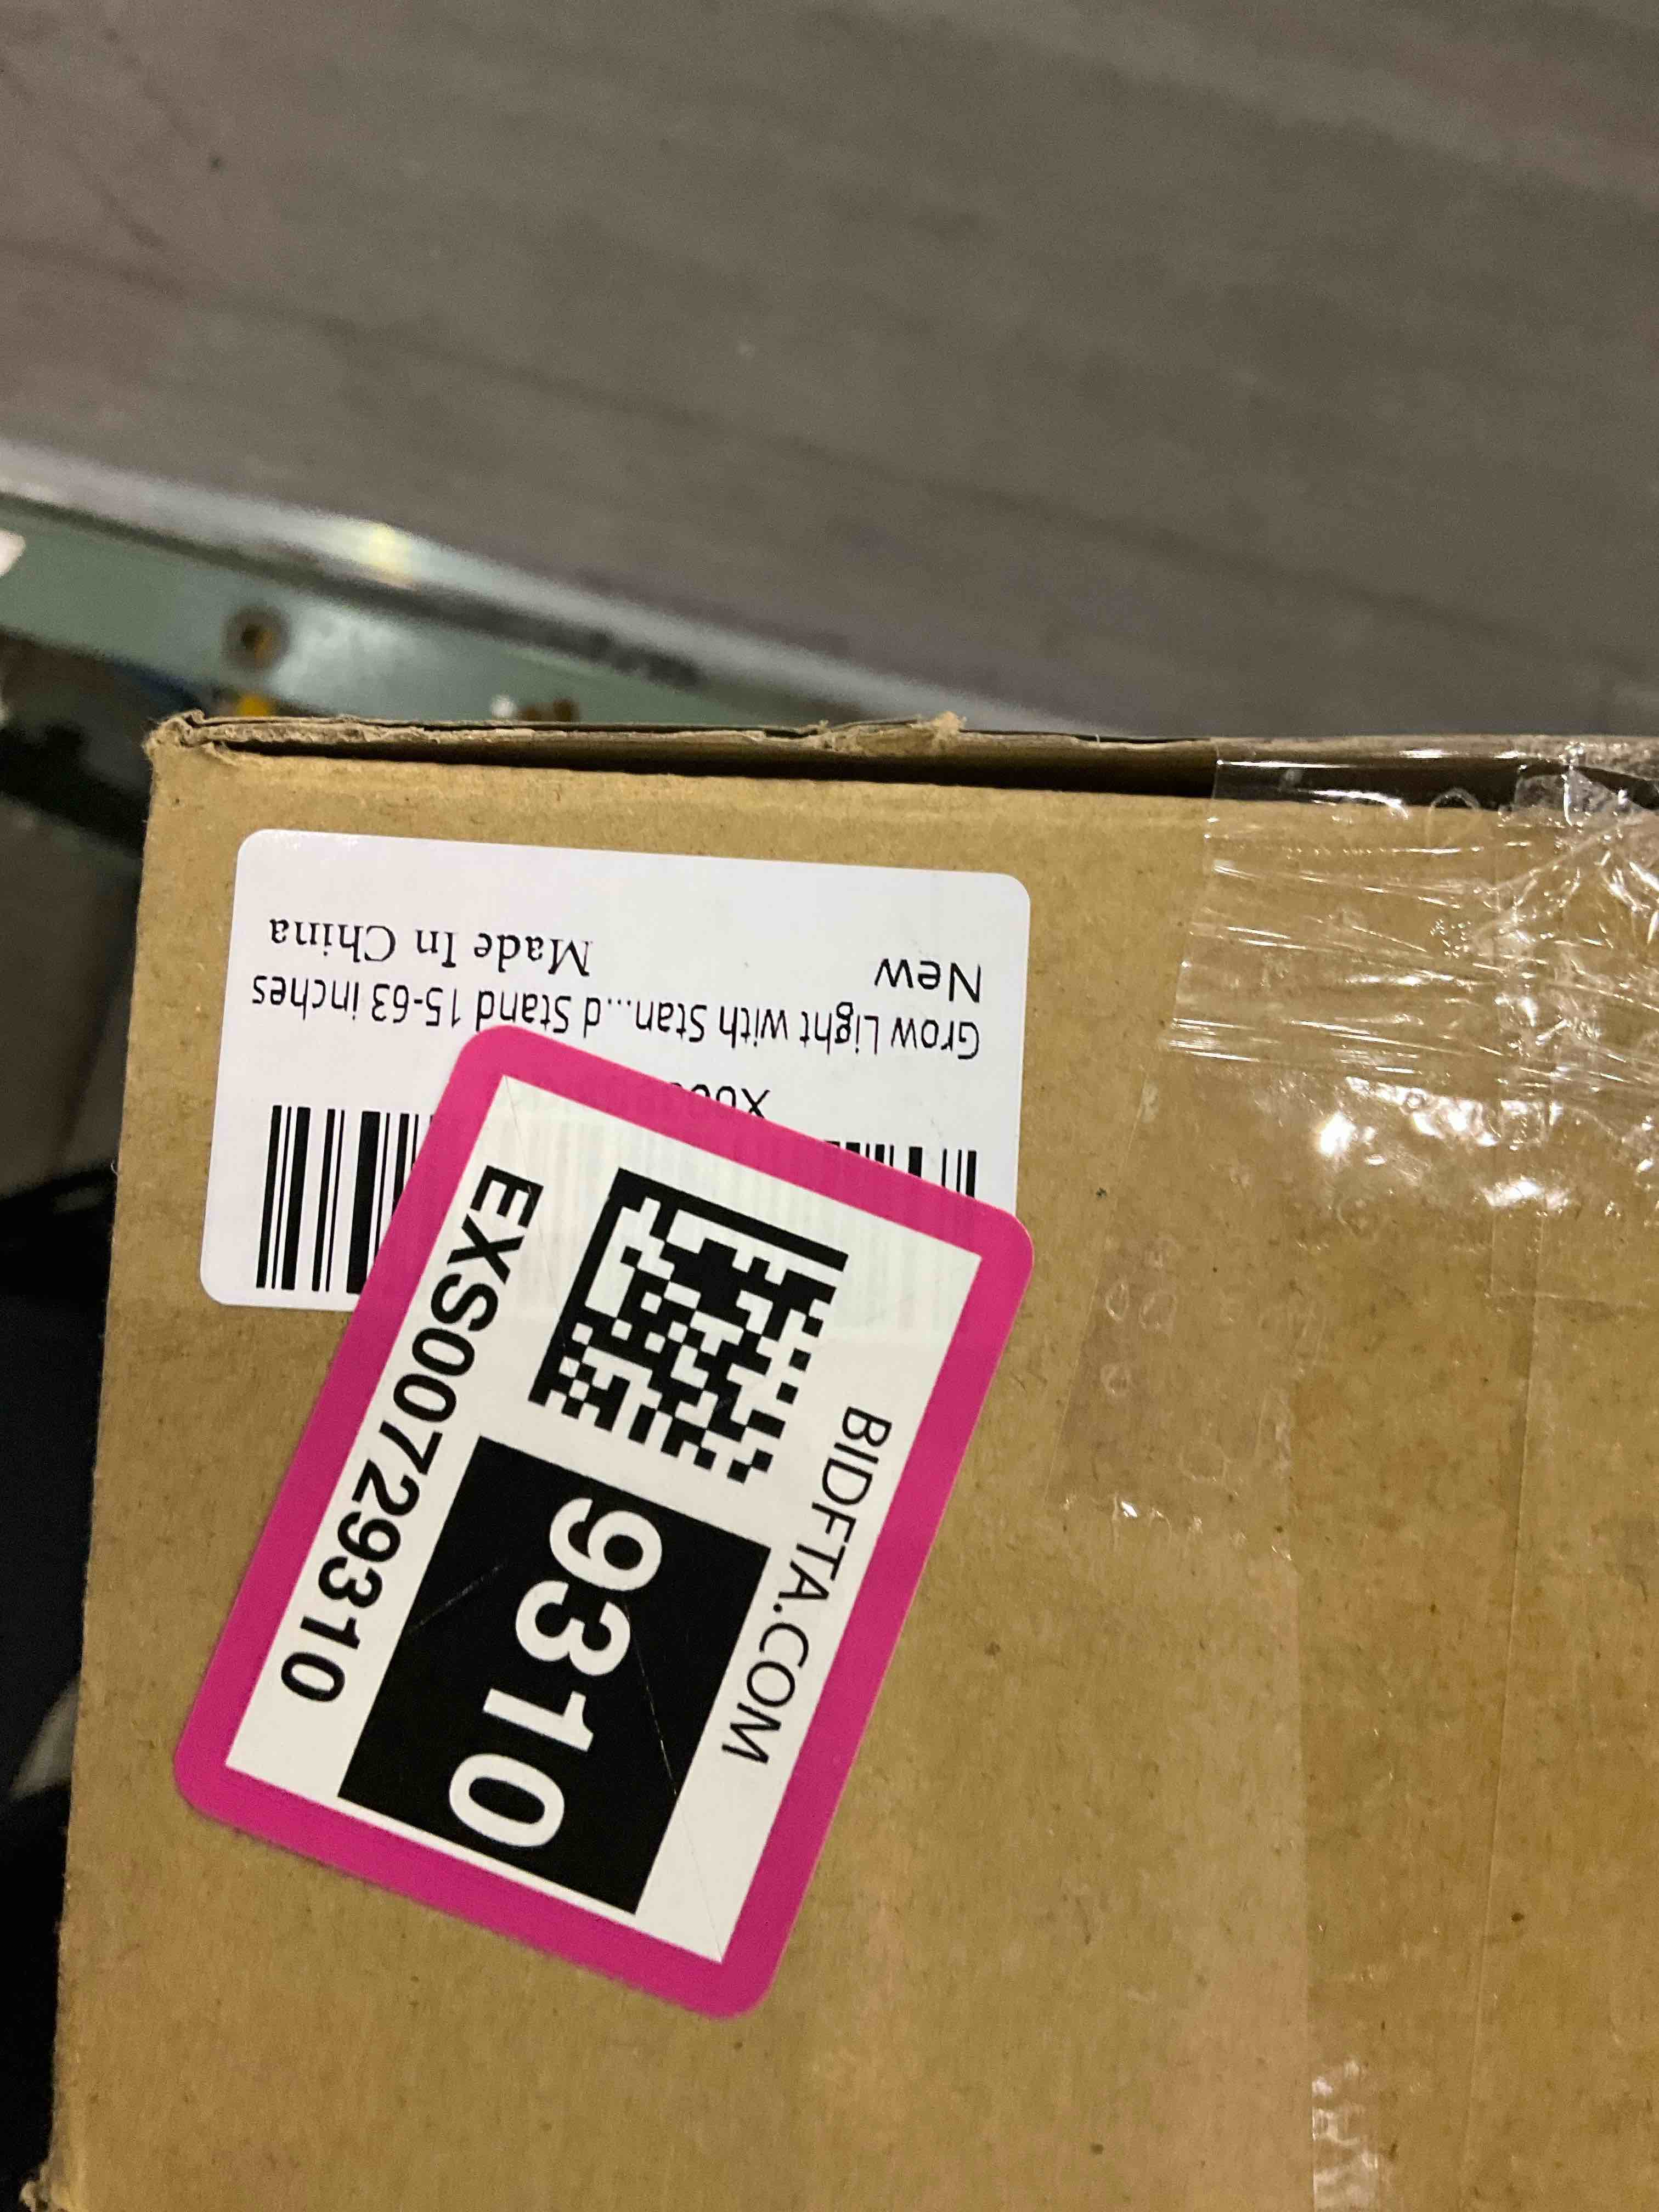 Grow Light with Stan...d Stand 15-63 inches
New
Made In China
BIDFTA.COM
9310
EXS00729310